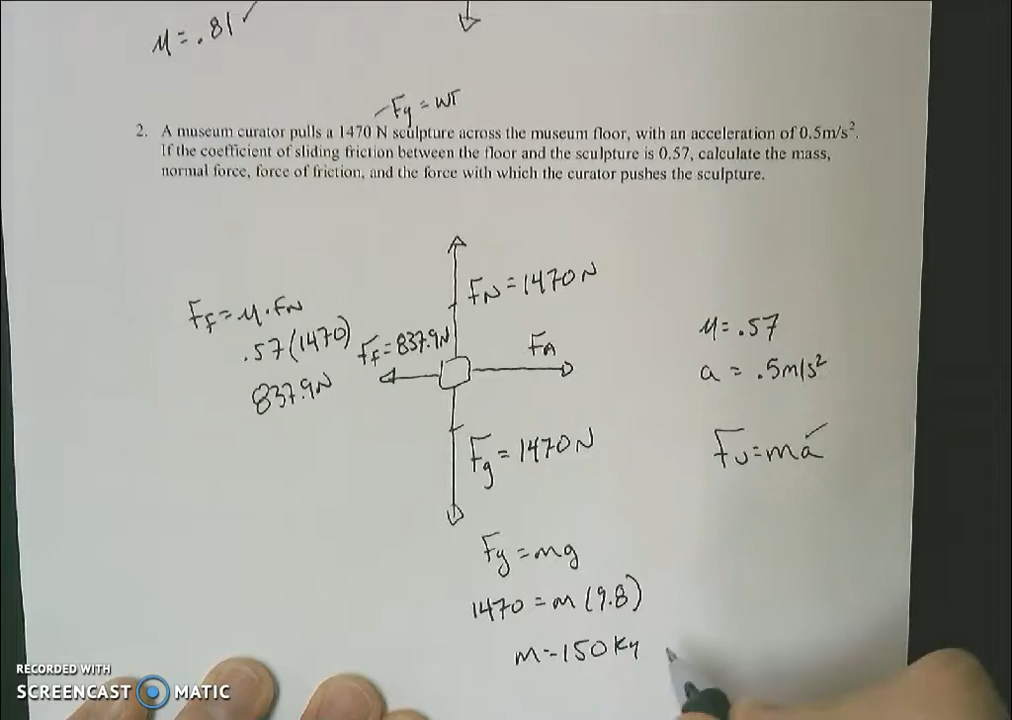 M = .81 ✓
Fg = WT
2. A museum curator pulls a 1470 N sculpture across the museum floor, with an acceleration of 0.5m/s².
If the coefficient of sliding friction between the floor and the sculpture is 0.57, calculate the mass,
normal force, force of friction, and the force with which the curator pushes the sculpture.
FN = 1470 N
Ff = μ · FN
.57 (1470)
837.9N
Ff = 837.9N
FA
μ = .57
a = .5m/s²
Fg = 1470 N
FU = ma ✓
Fg = mg
1470 = m (9.8)
m = 150 Kg
RECORDED WITH
SCREENCAST MATIC